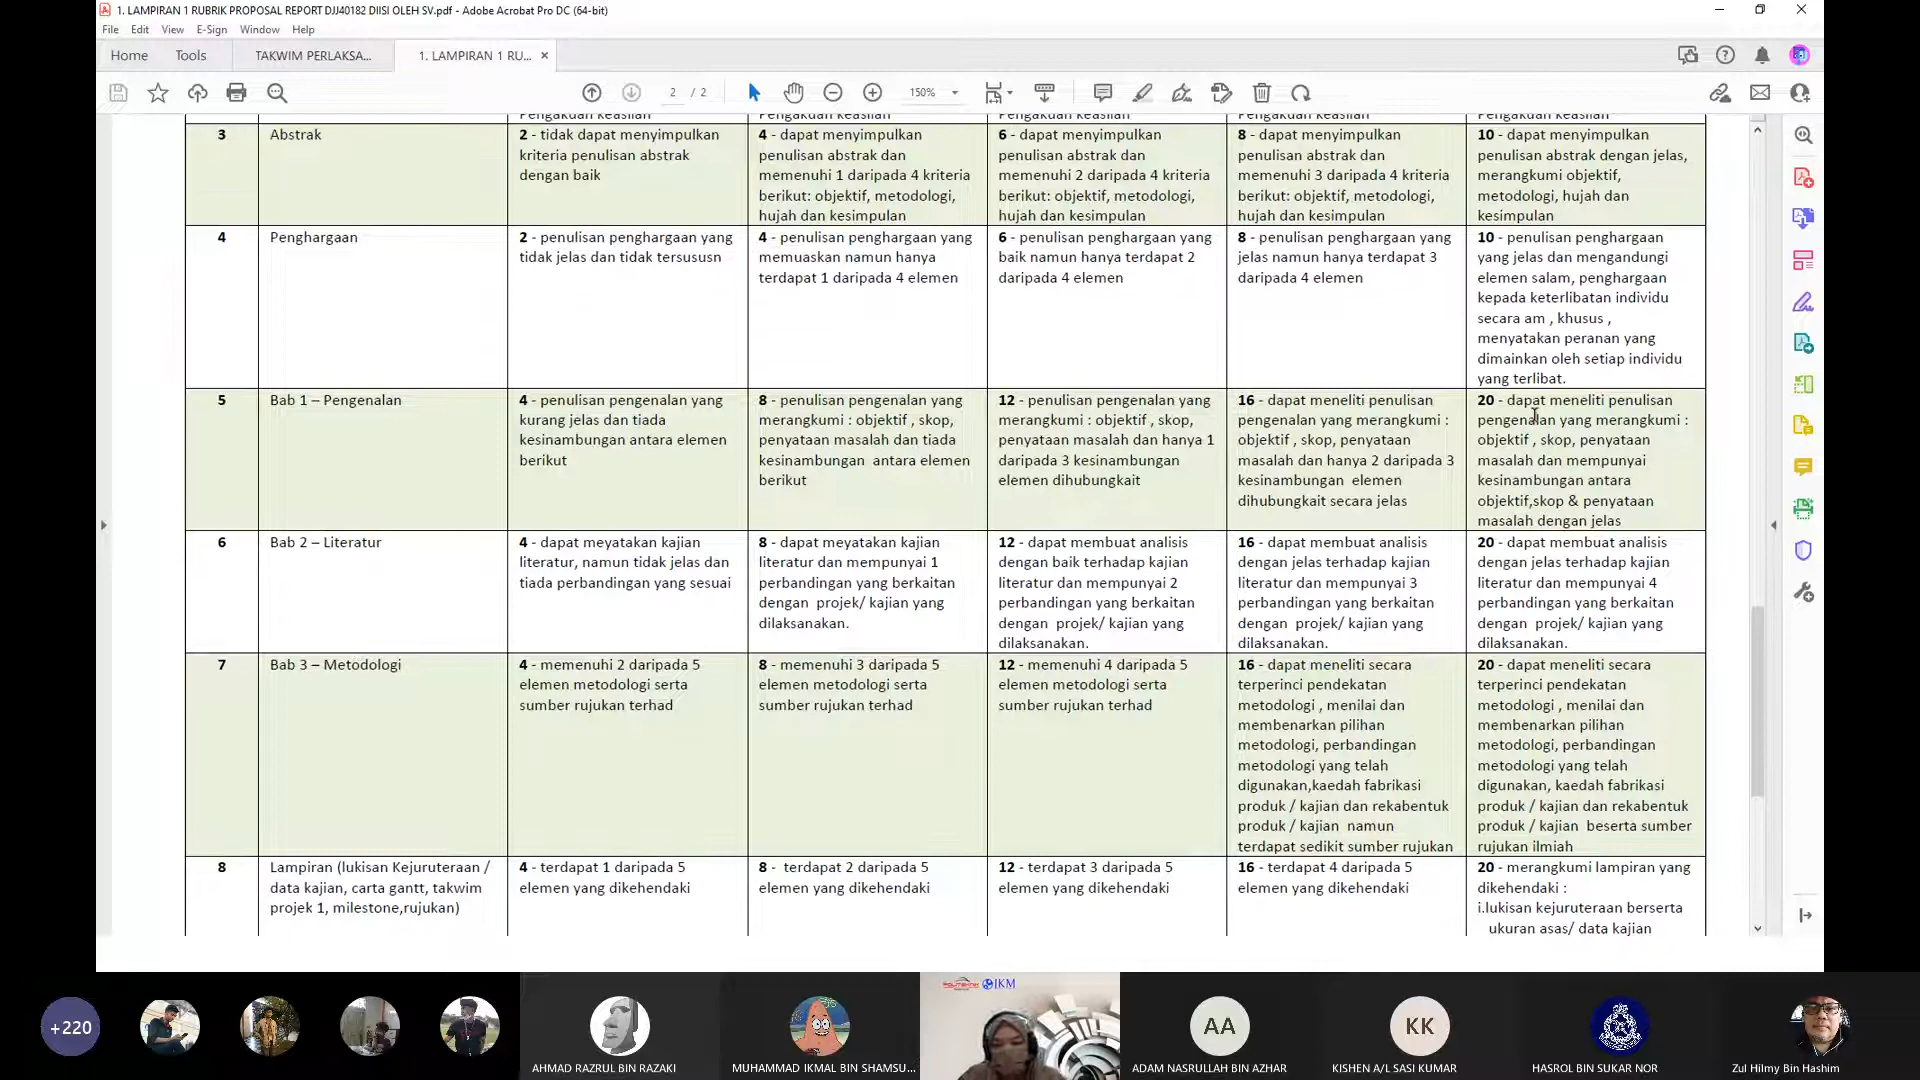 1. LAMPIRAN 1 RUBRIK PROPOSAL REPORT DJJ40182 DIISI OLEH SV.pdf - Adobe Acrobat Pro DC (64-bit)
File Edit View E-Sign Window Help
Home Tools TAKWIM PERLAKSA... 1. LAMPIRAN 1 RU...
2 / 2 150%
Pengakuan keaslian Pengakuan keaslian Pengakuan keaslian Pengakuan keaslian Pengakuan keaslian
3
Abstrak
2 - tidak dapat menyimpulkan
kriteria penulisan abstrak
dengan baik
4 - dapat menyimpulkan
penulisan abstrak dan
memenuhi 1 daripada 4 kriteria
berikut: objektif, metodologi,
hujah dan kesimpulan
6 - dapat menyimpulkan
penulisan abstrak dan
memenuhi 2 daripada 4 kriteria
berikut: objektif, metodologi,
hujah dan kesimpulan
8 - dapat menyimpulkan
penulisan abstrak dan
memenuhi 3 daripada 4 kriteria
berikut: objektif, metodologi,
hujah dan kesimpulan
10 - dapat menyimpulkan
penulisan abstrak dengan jelas,
merangkumi objektif,
metodologi, hujah dan
kesimpulan
4
Penghargaan
2 - penulisan penghargaan yang
tidak jelas dan tidak tersususn
4 - penulisan penghargaan yang
memuaskan namun hanya
terdapat 1 daripada 4 elemen
6 - penulisan penghargaan yang
baik namun hanya terdapat 2
daripada 4 elemen
8 - penulisan penghargaan yang
jelas namun hanya terdapat 3
daripada 4 elemen
10 - penulisan penghargaan
yang jelas dan mengandungi
elemen salam, penghargaan
kepada keterlibatan individu
secara am , khusus ,
menyatakan peranan yang
dimainkan oleh setiap individu
yang terlibat.
5
Bab 1 – Pengenalan
4 - penulisan pengenalan yang
kurang jelas dan tiada
kesinambungan antara elemen
berikut
8 - penulisan pengenalan yang
merangkumi : objektif , skop,
penyataan masalah dan tiada
kesinambungan antara elemen
berikut
12 - penulisan pengenalan yang
merangkumi : objektif , skop,
penyataan masalah dan hanya 1
daripada 3 kesinambungan
elemen dihubungkait
16 - dapat meneliti penulisan
pengenalan yang merangkumi :
objektif , skop, penyataan
masalah dan hanya 2 daripada 3
kesinambungan elemen
dihubungkait secara jelas
20 - dapat meneliti penulisan
pengenalan yang merangkumi :
objektif , skop, penyataan
masalah dan mempunyai
kesinambungan antara
objektif,skop & penyataan
masalah dengan jelas
6
Bab 2 – Literatur
4 - dapat meyatakan kajian
literatur, namun tidak jelas dan
tiada perbandingan yang sesuai
8 - dapat meyatakan kajian
literatur dan mempunyai 1
perbandingan yang berkaitan
dengan projek/ kajian yang
dilaksanakan.
12 - dapat membuat analisis
dengan baik terhadap kajian
literatur dan mempunyai 2
perbandingan yang berkaitan
dengan projek/ kajian yang
dilaksanakan.
16 - dapat membuat analisis
dengan jelas terhadap kajian
literatur dan mempunyai 3
perbandingan yang berkaitan
dengan projek/ kajian yang
dilaksanakan.
20 - dapat membuat analisis
dengan jelas terhadap kajian
literatur dan mempunyai 4
perbandingan yang berkaitan
dengan projek/ kajian yang
dilaksanakan.
7
Bab 3 – Metodologi
4 - memenuhi 2 daripada 5
elemen metodologi serta
sumber rujukan terhad
8 - memenuhi 3 daripada 5
elemen metodologi serta
sumber rujukan terhad
12 - memenuhi 4 daripada 5
elemen metodologi serta
sumber rujukan terhad
16 - dapat meneliti secara
terperinci pendekatan
metodologi , menilai dan
membenarkan pilihan
metodologi, perbandingan
metodologi yang telah
digunakan,kaedah fabrikasi
produk / kajian dan rekabentuk
produk / kajian namun
terdapat sedikit sumber rujukan
20 - dapat meneliti secara
terperinci pendekatan
metodologi , menilai dan
membenarkan pilihan
metodologi, perbandingan
metodologi yang telah
digunakan, kaedah fabrikasi
produk / kajian dan rekabentuk
produk / kajian beserta sumber
rujukan ilmiah
8
Lampiran (lukisan Kejuruteraan /
data kajian, carta gantt, takwim
projek 1, milestone,rujukan)
4 - terdapat 1 daripada 5
elemen yang dikehendaki
8 - terdapat 2 daripada 5
elemen yang dikehendaki
12 - terdapat 3 daripada 5
elemen yang dikehendaki
16 - terdapat 4 daripada 5
elemen yang dikehendaki
20 - merangkumi lampiran yang
dikehendaki :
i.lukisan kejuruteraan berserta
ukuran asas/ data kajian
POLITEKNIK JKM
+220 AA KK
AHMAD RAZRUL BIN RAZAKI MUHAMMAD IKMAL BIN SHAMSU... ADAM NASRULLAH BIN AZHAR KISHEN A/L SASI KUMAR HASROL BIN SUKAR NOR Zul Hilmy Bin Hashim